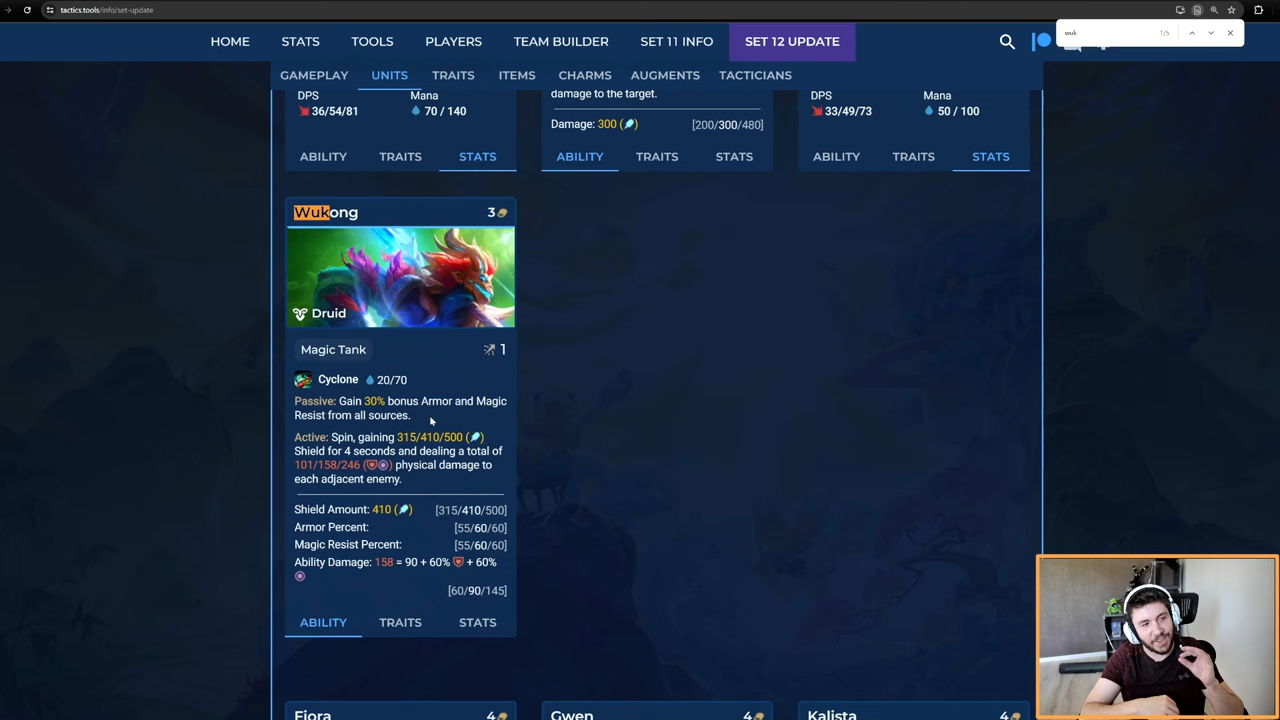 tactics.tools/info/set-update
wuk
1/5
HOME STATS TOOLS PLAYERS TEAM BUILDER SET 11 INFO SET 12 UPDATE
GAMEPLAY UNITS TRAITS ITEMS CHARMS AUGMENTS TACTICIANS
DPS Mana
36/54/81 70 / 140
ABILITY TRAITS STATS
damage to the target.
Damage: 300 ( ) [200/300/480]
ABILITY TRAITS STATS
DPS Mana
33/49/73 50 / 100
ABILITY TRAITS STATS
Wukong 3
Druid
Magic Tank 1
Cyclone 20/70
Passive: Gain 30% bonus Armor and Magic
Resist from all sources.
Active: Spin, gaining 315/410/500 ( )
Shield for 4 seconds and dealing a total of
101/158/246 ( ) physical damage to
each adjacent enemy.
Shield Amount: 410 ( ) [315/410/500]
Armor Percent: [55/60/60]
Magic Resist Percent: [55/60/60]
Ability Damage: 158 = 90 + 60% + 60%
[60/90/145]
ABILITY TRAITS STATS
Fiora 4
Gwen 4
Kalista 4